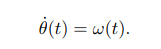 θ̇(t) = ω(t).